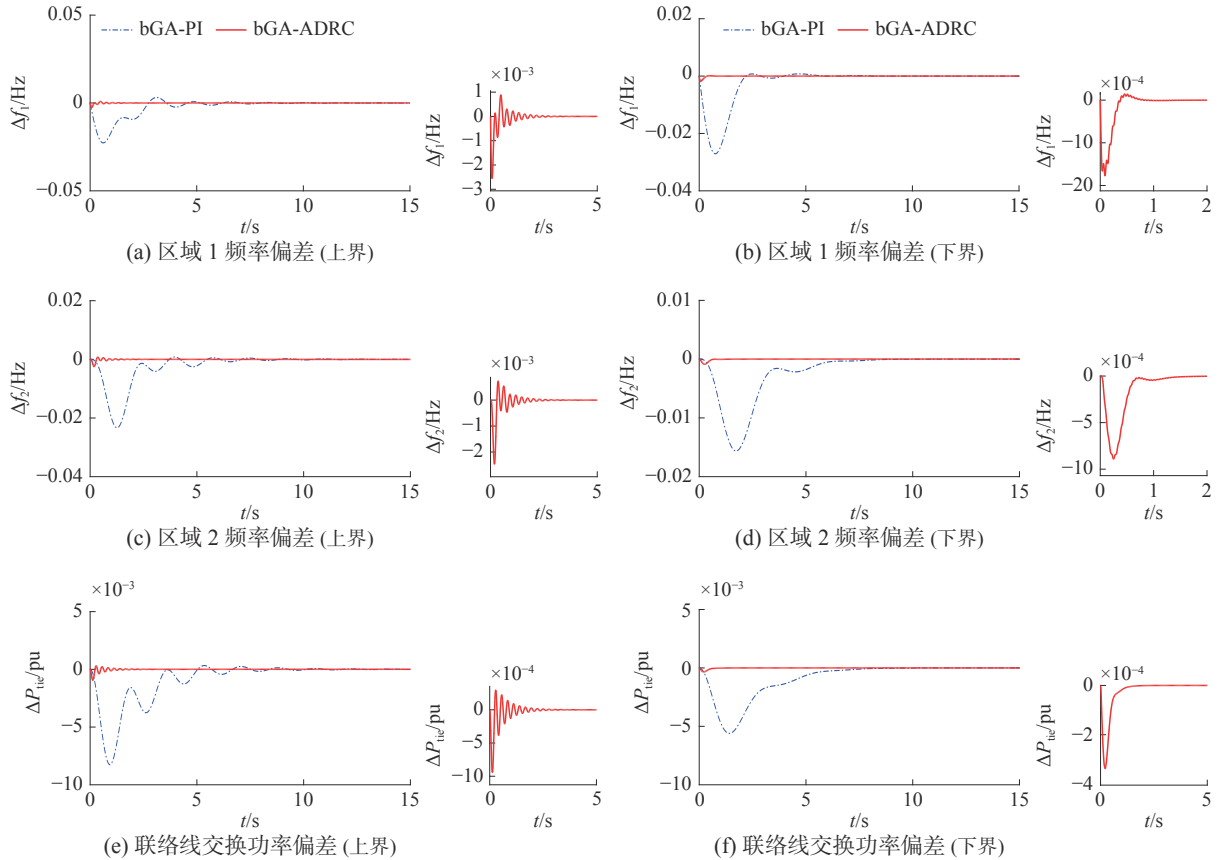 bGA-PI bGA-ADRC
0.05
0
−0.05
Δf₁/Hz
0 5 10 15
t/s
×10⁻³
1
0
−1
−2
−3
Δf₁/Hz
0 5
t/s
(a) 区域 1 频率偏差 (上界)
bGA-PI bGA-ADRC
0.02
0
−0.02
−0.04
Δf₁/Hz
0 5 10 15
t/s
×10⁻⁴
0
−10
−20
Δf₁/Hz
0 1 2
t/s
(b) 区域 1 频率偏差 (下界)
0.02
0
−0.02
−0.04
Δf₂/Hz
0 5 10 15
t/s
×10⁻³
0
−1
−2
Δf₂/Hz
0 5
t/s
(c) 区域 2 频率偏差 (上界)
0.01
0
−0.01
−0.02
Δf₂/Hz
0 5 10 15
t/s
×10⁻⁴
0
−5
−10
Δf₂/Hz
0 1 2
t/s
(d) 区域 2 频率偏差 (下界)
×10⁻³
5
0
−5
−10
ΔP_tie/pu
0 5 10 15
t/s
×10⁻⁴
0
−5
−10
ΔP_tie/pu
0 5
t/s
(e) 联络线交换功率偏差 (上界)
×10⁻³
5
0
−5
−10
ΔP_tie/pu
0 5 10 15
t/s
×10⁻⁴
0
−2
−4
ΔP_tie/pu
0 5
t/s
(f) 联络线交换功率偏差 (下界)